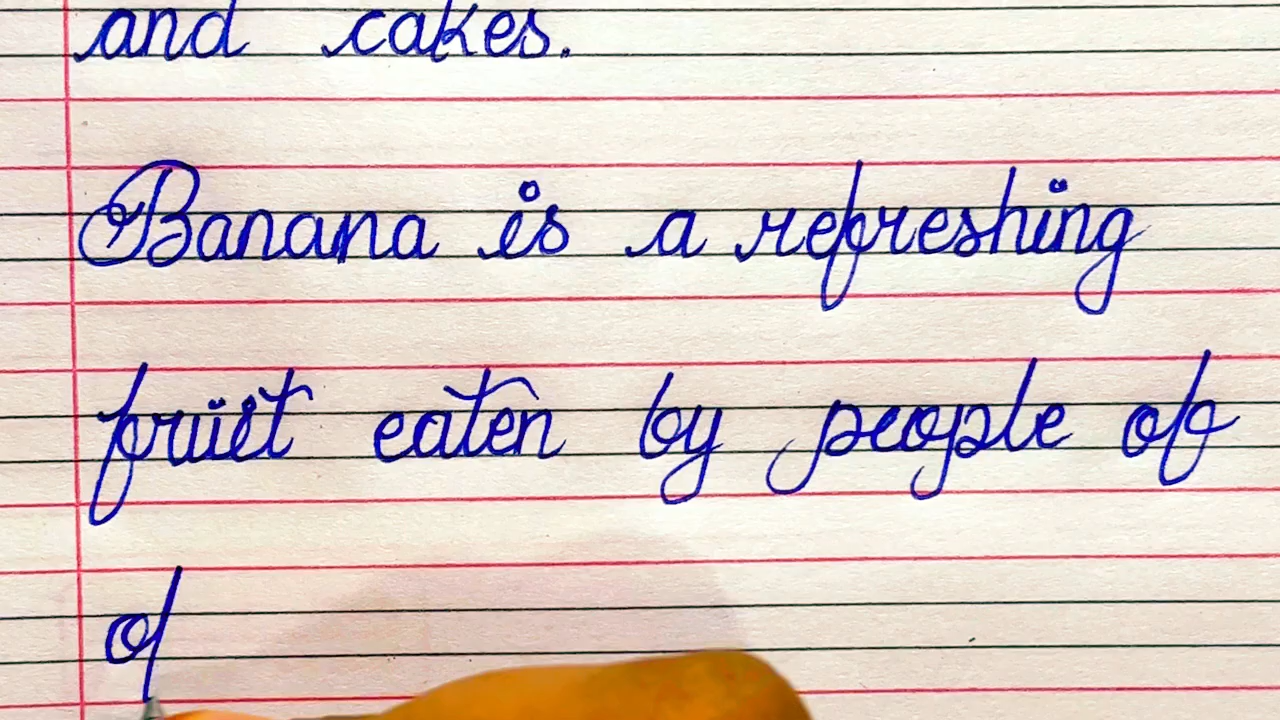 and cakes.
Banana is a refreshing
fruit eaten by people of
of